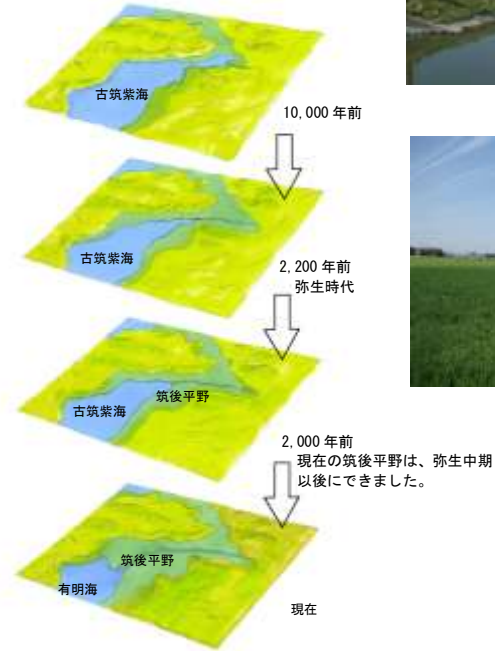 古筑紫海
10,000 年前
古筑紫海
2,200 年前
弥生時代
筑後平野
古筑紫海
2,000 年前
現在の筑後平野は、弥生中期
以後にできました。
筑後平野
有明海
現在